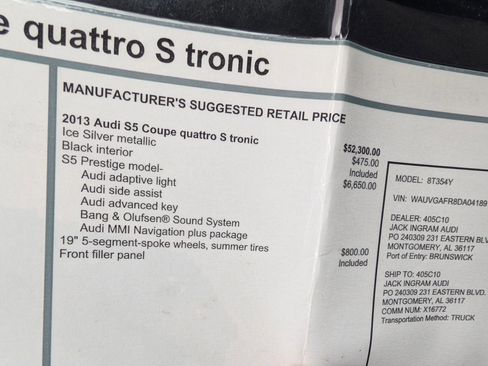 e quattro S tronic
MANUFACTURER'S SUGGESTED RETAIL PRICE
2013 Audi S5 Coupe quattro S tronic $52,300.00
Ice Silver metallic $475.00
Black interior Included
S5 Prestige model- $6,650.00
Audi adaptive light
Audi side assist
Audi advanced key
Bang & Olufsen® Sound System
Audi MMI Navigation plus package
19" 5-segment-spoke wheels, summer tires $800.00
Front filler panel Included
MODEL: 8T354Y
VIN: WAUVGAFR8DA04189
DEALER: 405C10
JACK INGRAM AUDI
PO 240309 231 EASTERN BLVD.
MONTGOMERY, AL 36117
Port of Entry: BRUNSWICK
SHIP TO: 405C10
JACK INGRAM AUDI
PO 240309 231 EASTERN BLVD.
MONTGOMERY, AL 36117
COMM NUM: X16772
Transportation Method: TRUCK